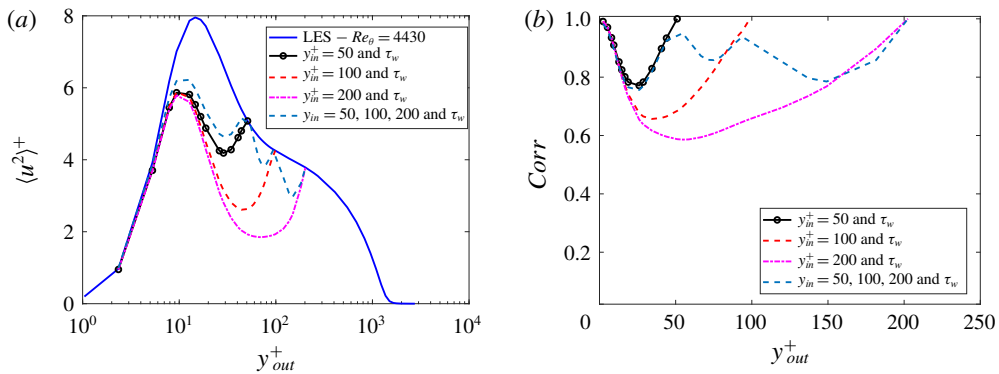 (a)
8
6
4
2
0
⟨u²⟩⁺
10⁰
10¹
10²
10³
10⁴
y⁺out
LES − Reθ = 4430
y⁺in = 50 and τw
y⁺in = 100 and τw
y⁺in = 200 and τw
yin = 50, 100, 200 and τw
(b)
1.0
0.8
0.6
0.4
0.2
Corr
0
50
100
150
200
250
y⁺out
y⁺in = 50 and τw
y⁺in = 100 and τw
y⁺in = 200 and τw
yin = 50, 100, 200 and τw